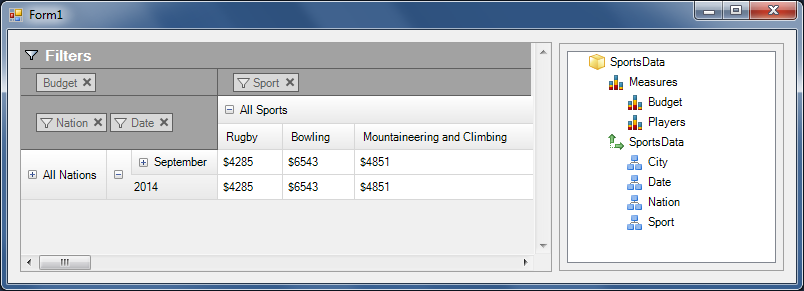 Form1
Filters
Budget
Sport
Nation Date
All Sports
Rugby Bowling Mountaineering and Climbing
All Nations
September $4285 $6543 $4851
2014 $4285 $6543 $4851
SportsData
Measures
Budget
Players
SportsData
City
Date
Nation
Sport